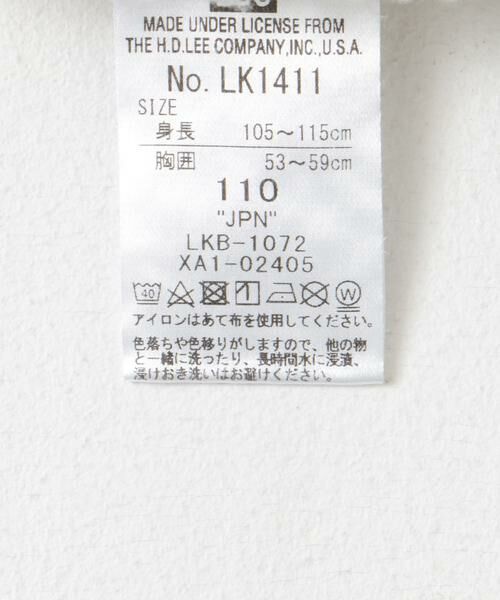 MADE UNDER LICENSE FROM
THE H.D.LEE COMPANY,INC.,U.S.A.
No. LK1411
SIZE
身長 105～115cm
胸囲 53～59cm
110
"JPN"
LKB-1072
XA1-02405
40 W
アイロンはあて布を使用してください。
色落ちや色移りがしますので、他の物
と一緒に洗ったり、長時間水に浸漬、
浸けおき洗いはお避けください。